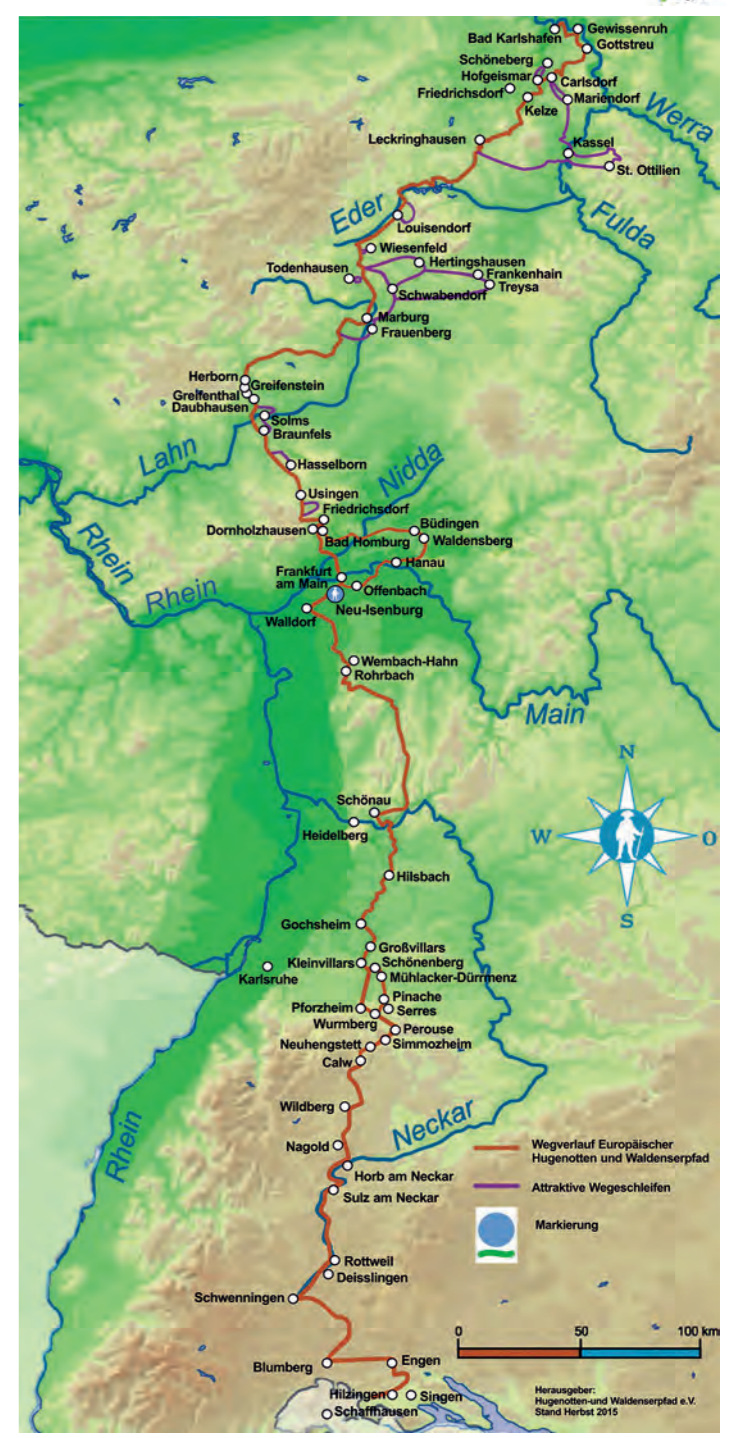 Bad Karlshafen
Gewissenruh
Gottstreu
Schöneberg
Hofgeismar
Carlsdorf
Friedrichsdorf
Kelze
Mariendorf
Werra
Leckringhausen
Kassel
St. Ottilien
Eder
Louisendorf
Fulda
Wiesenfeld
Hertingshausen
Todenhausen
Frankenhain
Treysa
Schwabendorf
Marburg
Frauenberg
Herborn
Greifenstein
Greifenthal
Daubhausen
Solms
Braunfels
Lahn
Hasselborn
Nidda
Usingen
Friedrichsdorf
Dornholzhausen
Bad Homburg
Büdingen
Waldensberg
Rhein
Hanau
Frankfurt
am Main
Offenbach
Rhein
Neu-Isenburg
Walldorf
Wembach-Hahn
Rohrbach
Main
N
W
O
S
Schönau
Heidelberg
Hilsbach
Gochsheim
Großvillars
Kleinvillars
Schönenberg
Karlsruhe
Mühlacker-Dürrmenz
Pinache
Pforzheim
Serres
Wurmberg
Perouse
Neuhengstett
Simmozheim
Calw
Wildberg
Neckar
Rhein
Nagold
Horb am Neckar
Sulz am Neckar
Wegverlauf Europäischer
Hugenotten und Waldenserpfad
Attraktive Wegeschleifen
Markierung
Rottweil
Deisslingen
Schwenningen
0 50 100 km
Blumberg
Engen
Hilzingen
Singen
Schaffhausen
Herausgeber:
Hugenotten-und Waldenserpfad e.V.
Stand Herbst 2015